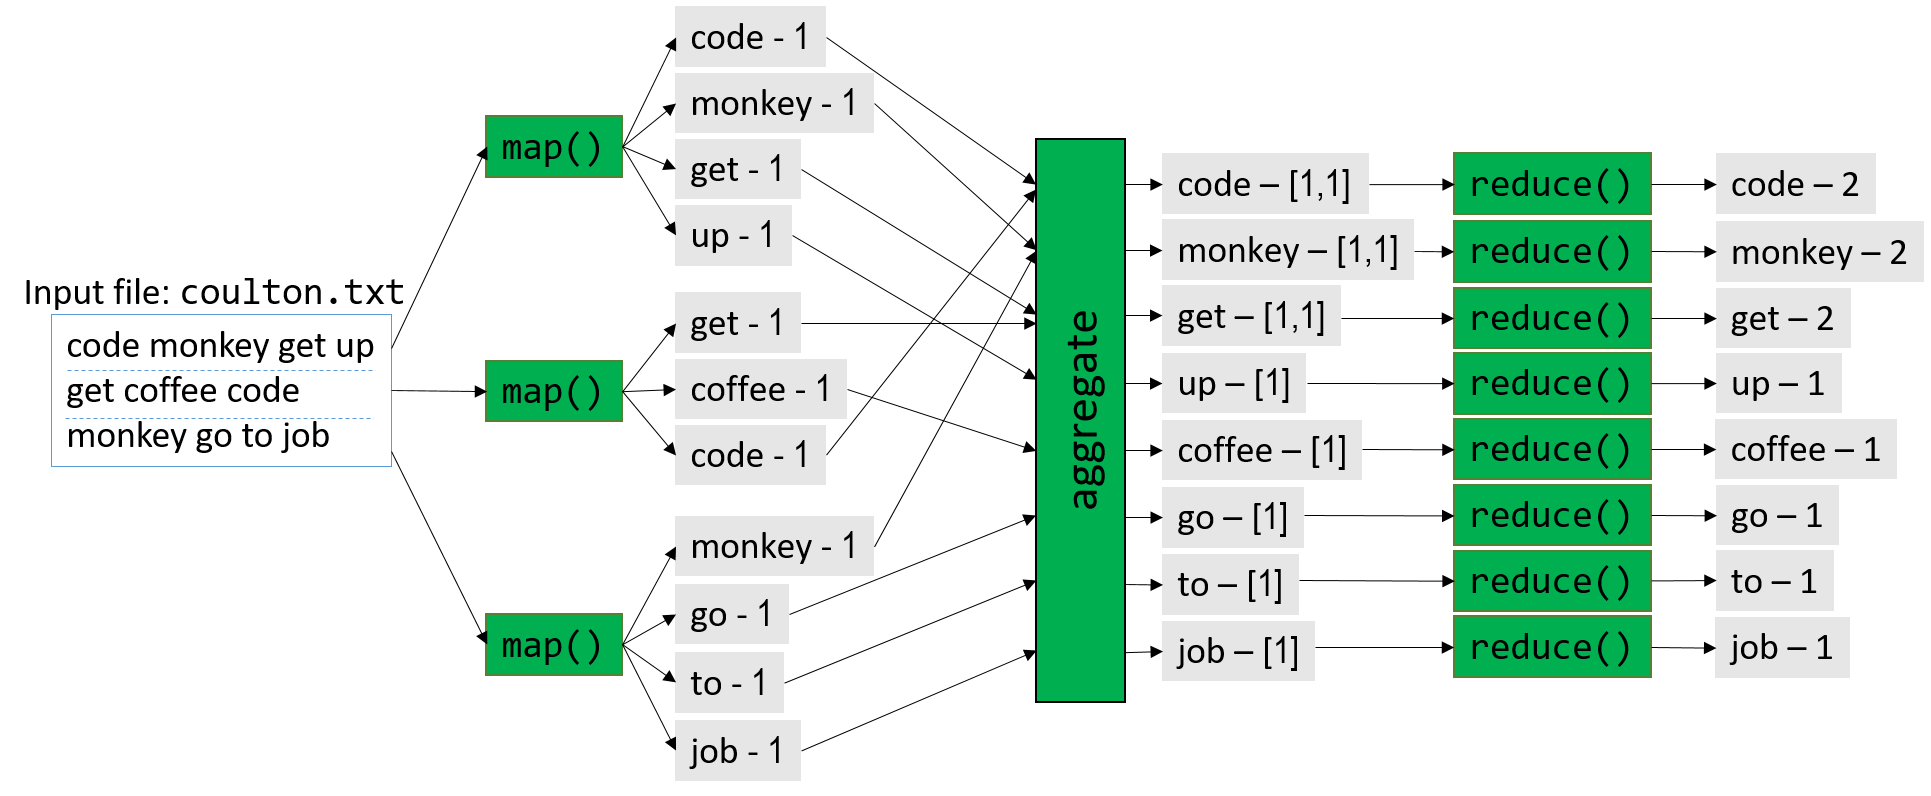 Input file: coulton.txt
code monkey get up
get coffee code
monkey go to job
map()
map()
map()
code - 1
monkey - 1
get - 1
up - 1
get - 1
coffee - 1
code - 1
monkey - 1
go - 1
to - 1
job - 1
aggregate
code – [1,1]
monkey – [1,1]
get – [1,1]
up – [1]
coffee – [1]
go – [1]
to – [1]
job – [1]
reduce()
reduce()
reduce()
reduce()
reduce()
reduce()
reduce()
reduce()
code – 2
monkey – 2
get – 2
up – 1
coffee – 1
go – 1
to – 1
job – 1